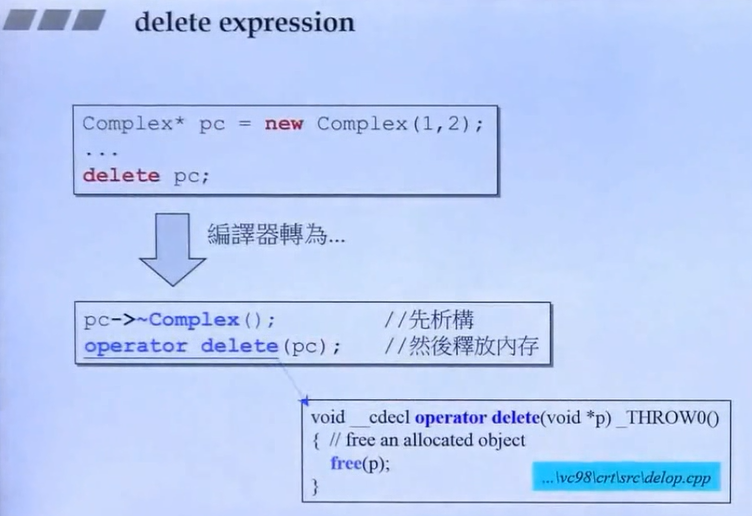 delete expression
Complex* pc = new Complex(1,2);
...
delete pc;
編譯器轉為...
pc->~Complex(); //先析構
operator delete(pc); //然後釋放內存
void __cdecl operator delete(void *p) _THROW0()
{ // free an allocated object
free(p);
}
...\vc98\crt\src\delop.cpp